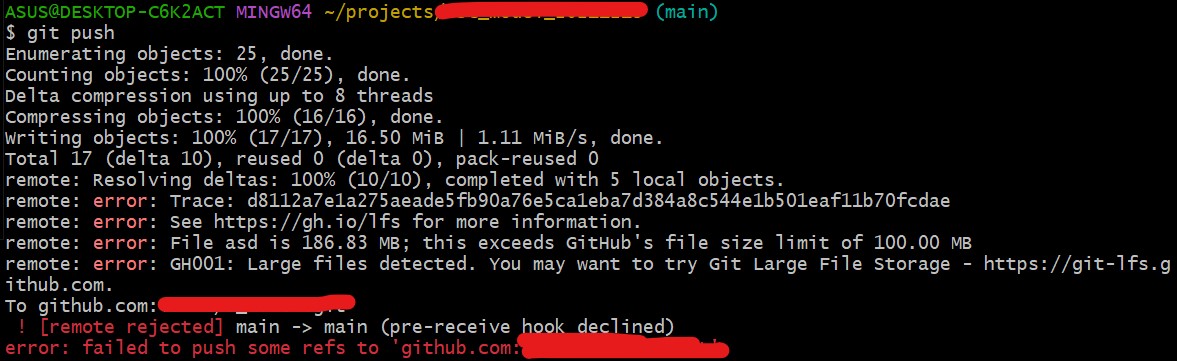 ASUS@DESKTOP-C6K2ACT MINGW64 ~/projects/ (main)
$ git push
Enumerating objects: 25, done.
Counting objects: 100% (25/25), done.
Delta compression using up to 8 threads
Compressing objects: 100% (16/16), done.
Writing objects: 100% (17/17), 16.50 MiB | 1.11 MiB/s, done.
Total 17 (delta 10), reused 0 (delta 0), pack-reused 0
remote: Resolving deltas: 100% (10/10), completed with 5 local objects.
remote: error: Trace: d8112a7e1a275aeade5fb90a76e5ca1eba7d384a8c544e1b501eaf11b70fcdae
remote: error: See https://gh.io/lfs for more information.
remote: error: File asd is 186.83 MB; this exceeds GitHub's file size limit of 100.00 MB
remote: error: GH001: Large files detected. You may want to try Git Large File Storage - https://git-lfs.g
ithub.com.
To github.com:
! [remote rejected] main -> main (pre-receive hook declined)
error: failed to push some refs to 'github.com:'